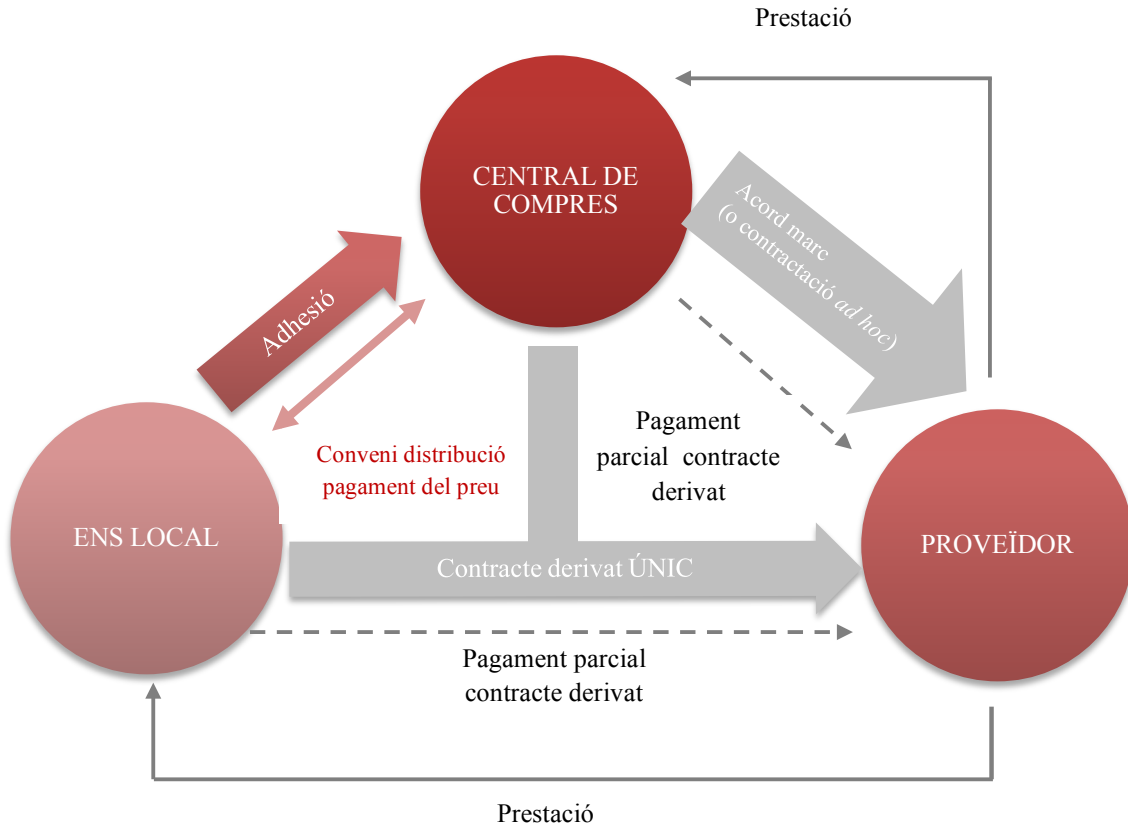 Prestació
CENTRAL DE
COMPRES
Acord marc
(o contractació ad hoc)
Adhesió
Conveni distribució
pagament del preu
Pagament
parcial contracte
derivat
ENS LOCAL
Contracte derivat ÚNIC
PROVEÏDOR
Pagament parcial
contracte derivat
Prestació